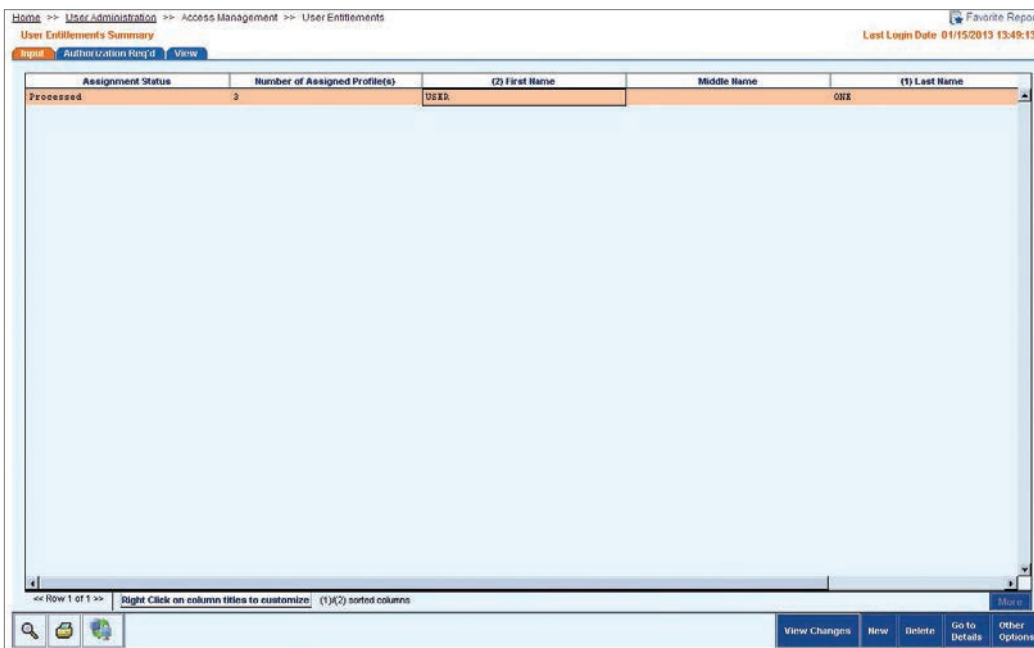 Home >> User Administration >> Access Management >> User Entitlements Favorite Repo
User Entitlements Summary Last Login Date 01/15/2013 13:49:13
Input Authorization Req'd View
Assignment Status Number of Assigned Profile(s) (2) First Name Middle Name (1) Last Name
Processed 3 USER ONE
<< Row 1 of 1 >> Right Click on column titles to customize (1)/(2) sorted columns More
View Changes New Delete Go to Details Other Options